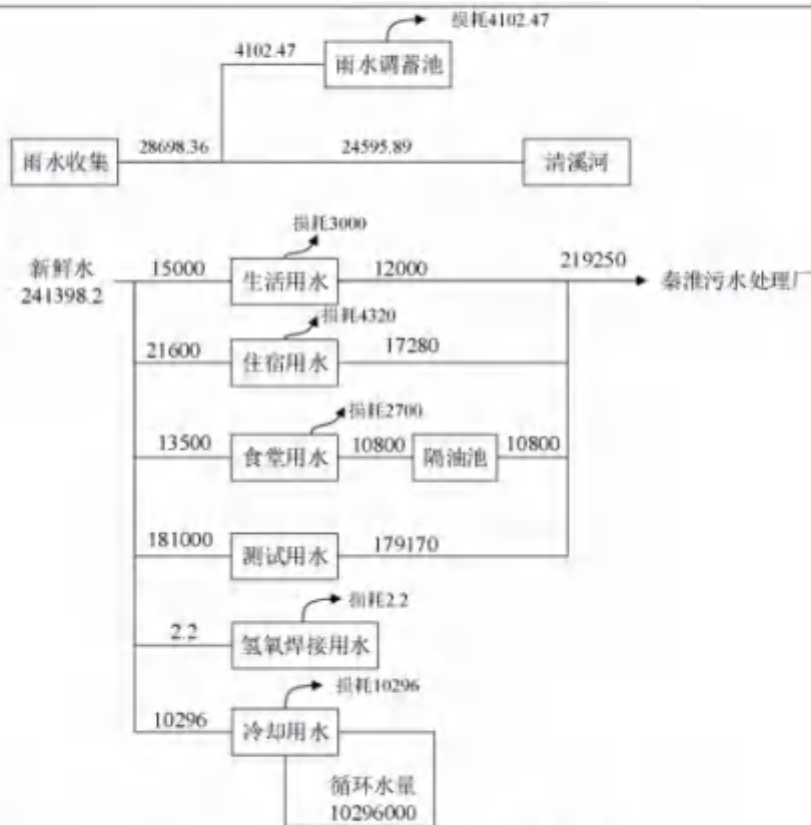 损耗4102.47
4102.47
雨水调蓄池
雨水收集
28698.36
24595.89
清溪河
损耗3000
新鲜水
241398.2
15000
生活用水
12000
219250
秦淮污水处理厂
损耗4320
21600
住宿用水
17280
损耗2700
13500
食堂用水
10800
隔油池
10800
181000
测试用水
179170
损耗2.2
2.2
氢氧焊接用水
损耗10296
10296
冷却用水
循环水量
10296000